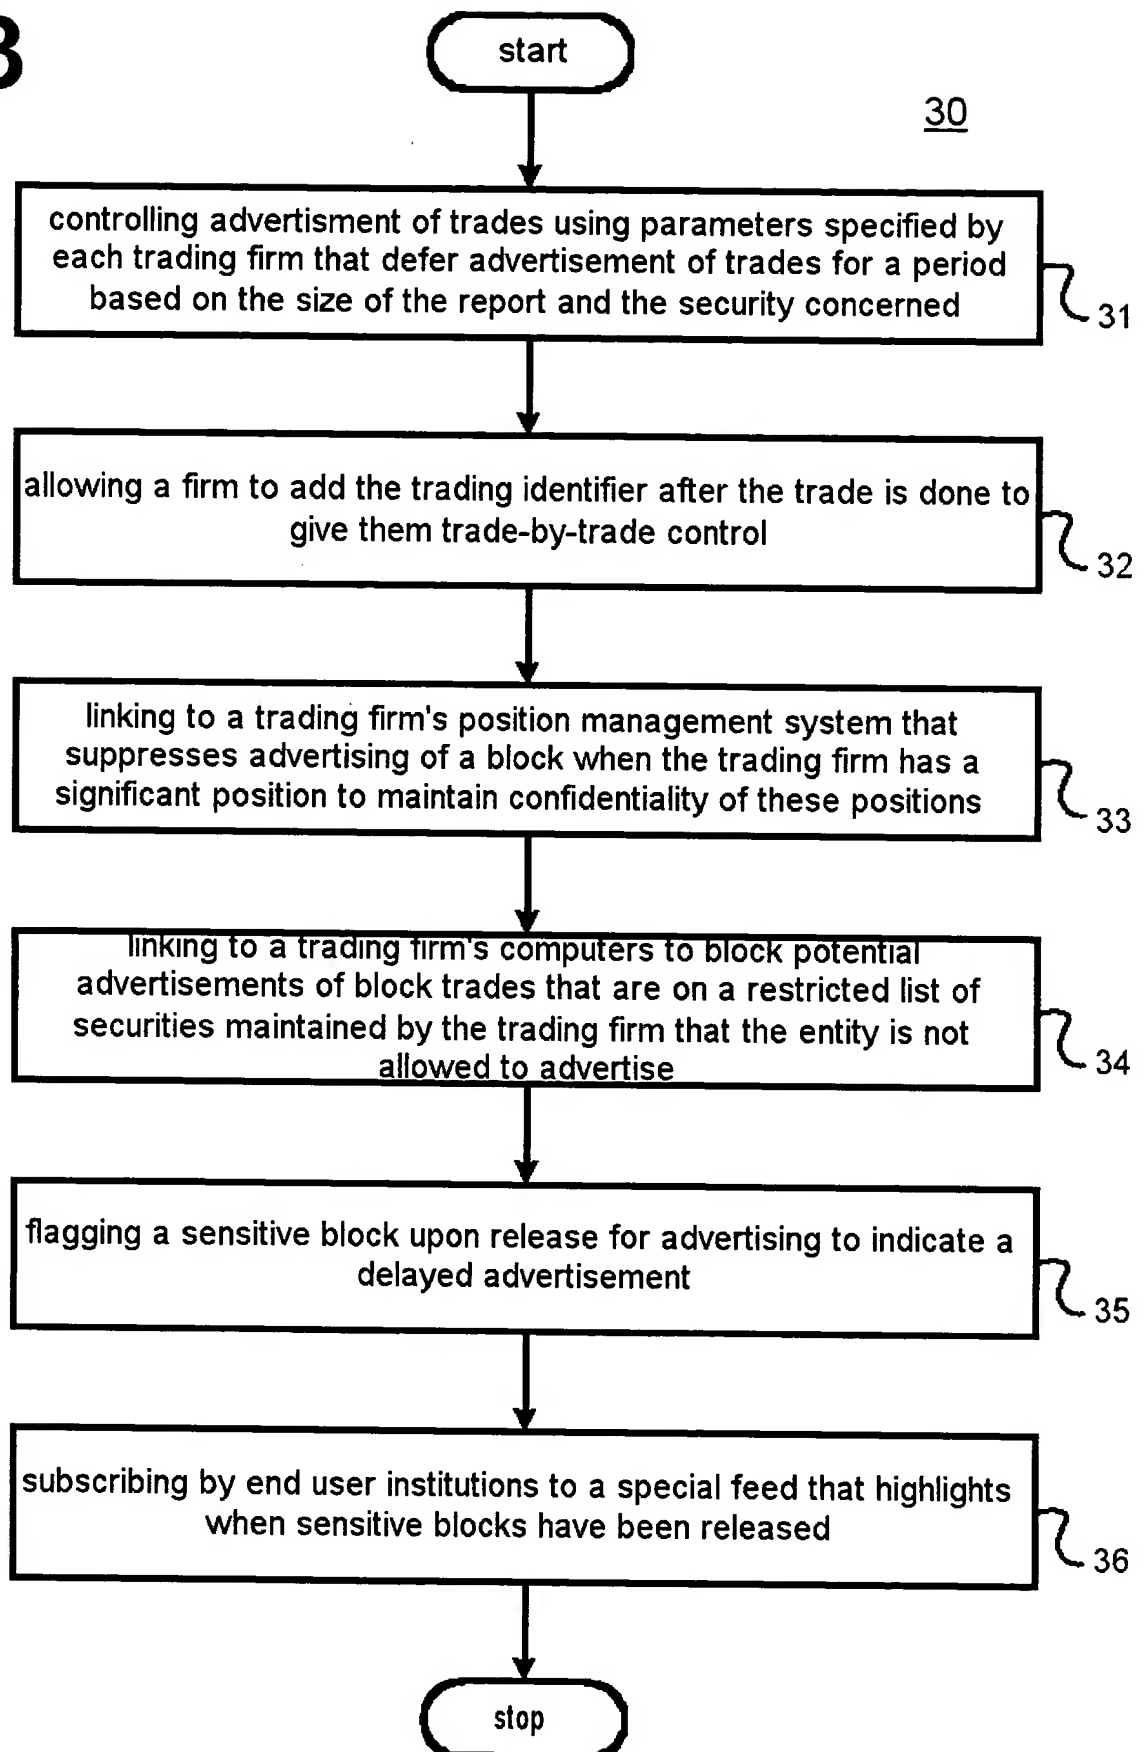 start
30
controlling advertisment of trades using parameters specified by
each trading firm that defer advertisement of trades for a period
based on the size of the report and the security concerned
31
allowing a firm to add the trading identifier after the trade is done to
give them trade-by-trade control
32
linking to a trading firm's position management system that
suppresses advertising of a block when the trading firm has a
significant position to maintain confidentiality of these positions
33
linking to a trading firm's computers to block potential
advertisements of block trades that are on a restricted list of
securities maintained by the trading firm that the entity is not
allowed to advertise
34
flagging a sensitive block upon release for advertising to indicate a
delayed advertisement
35
subscribing by end user institutions to a special feed that highlights
when sensitive blocks have been released
36
stop